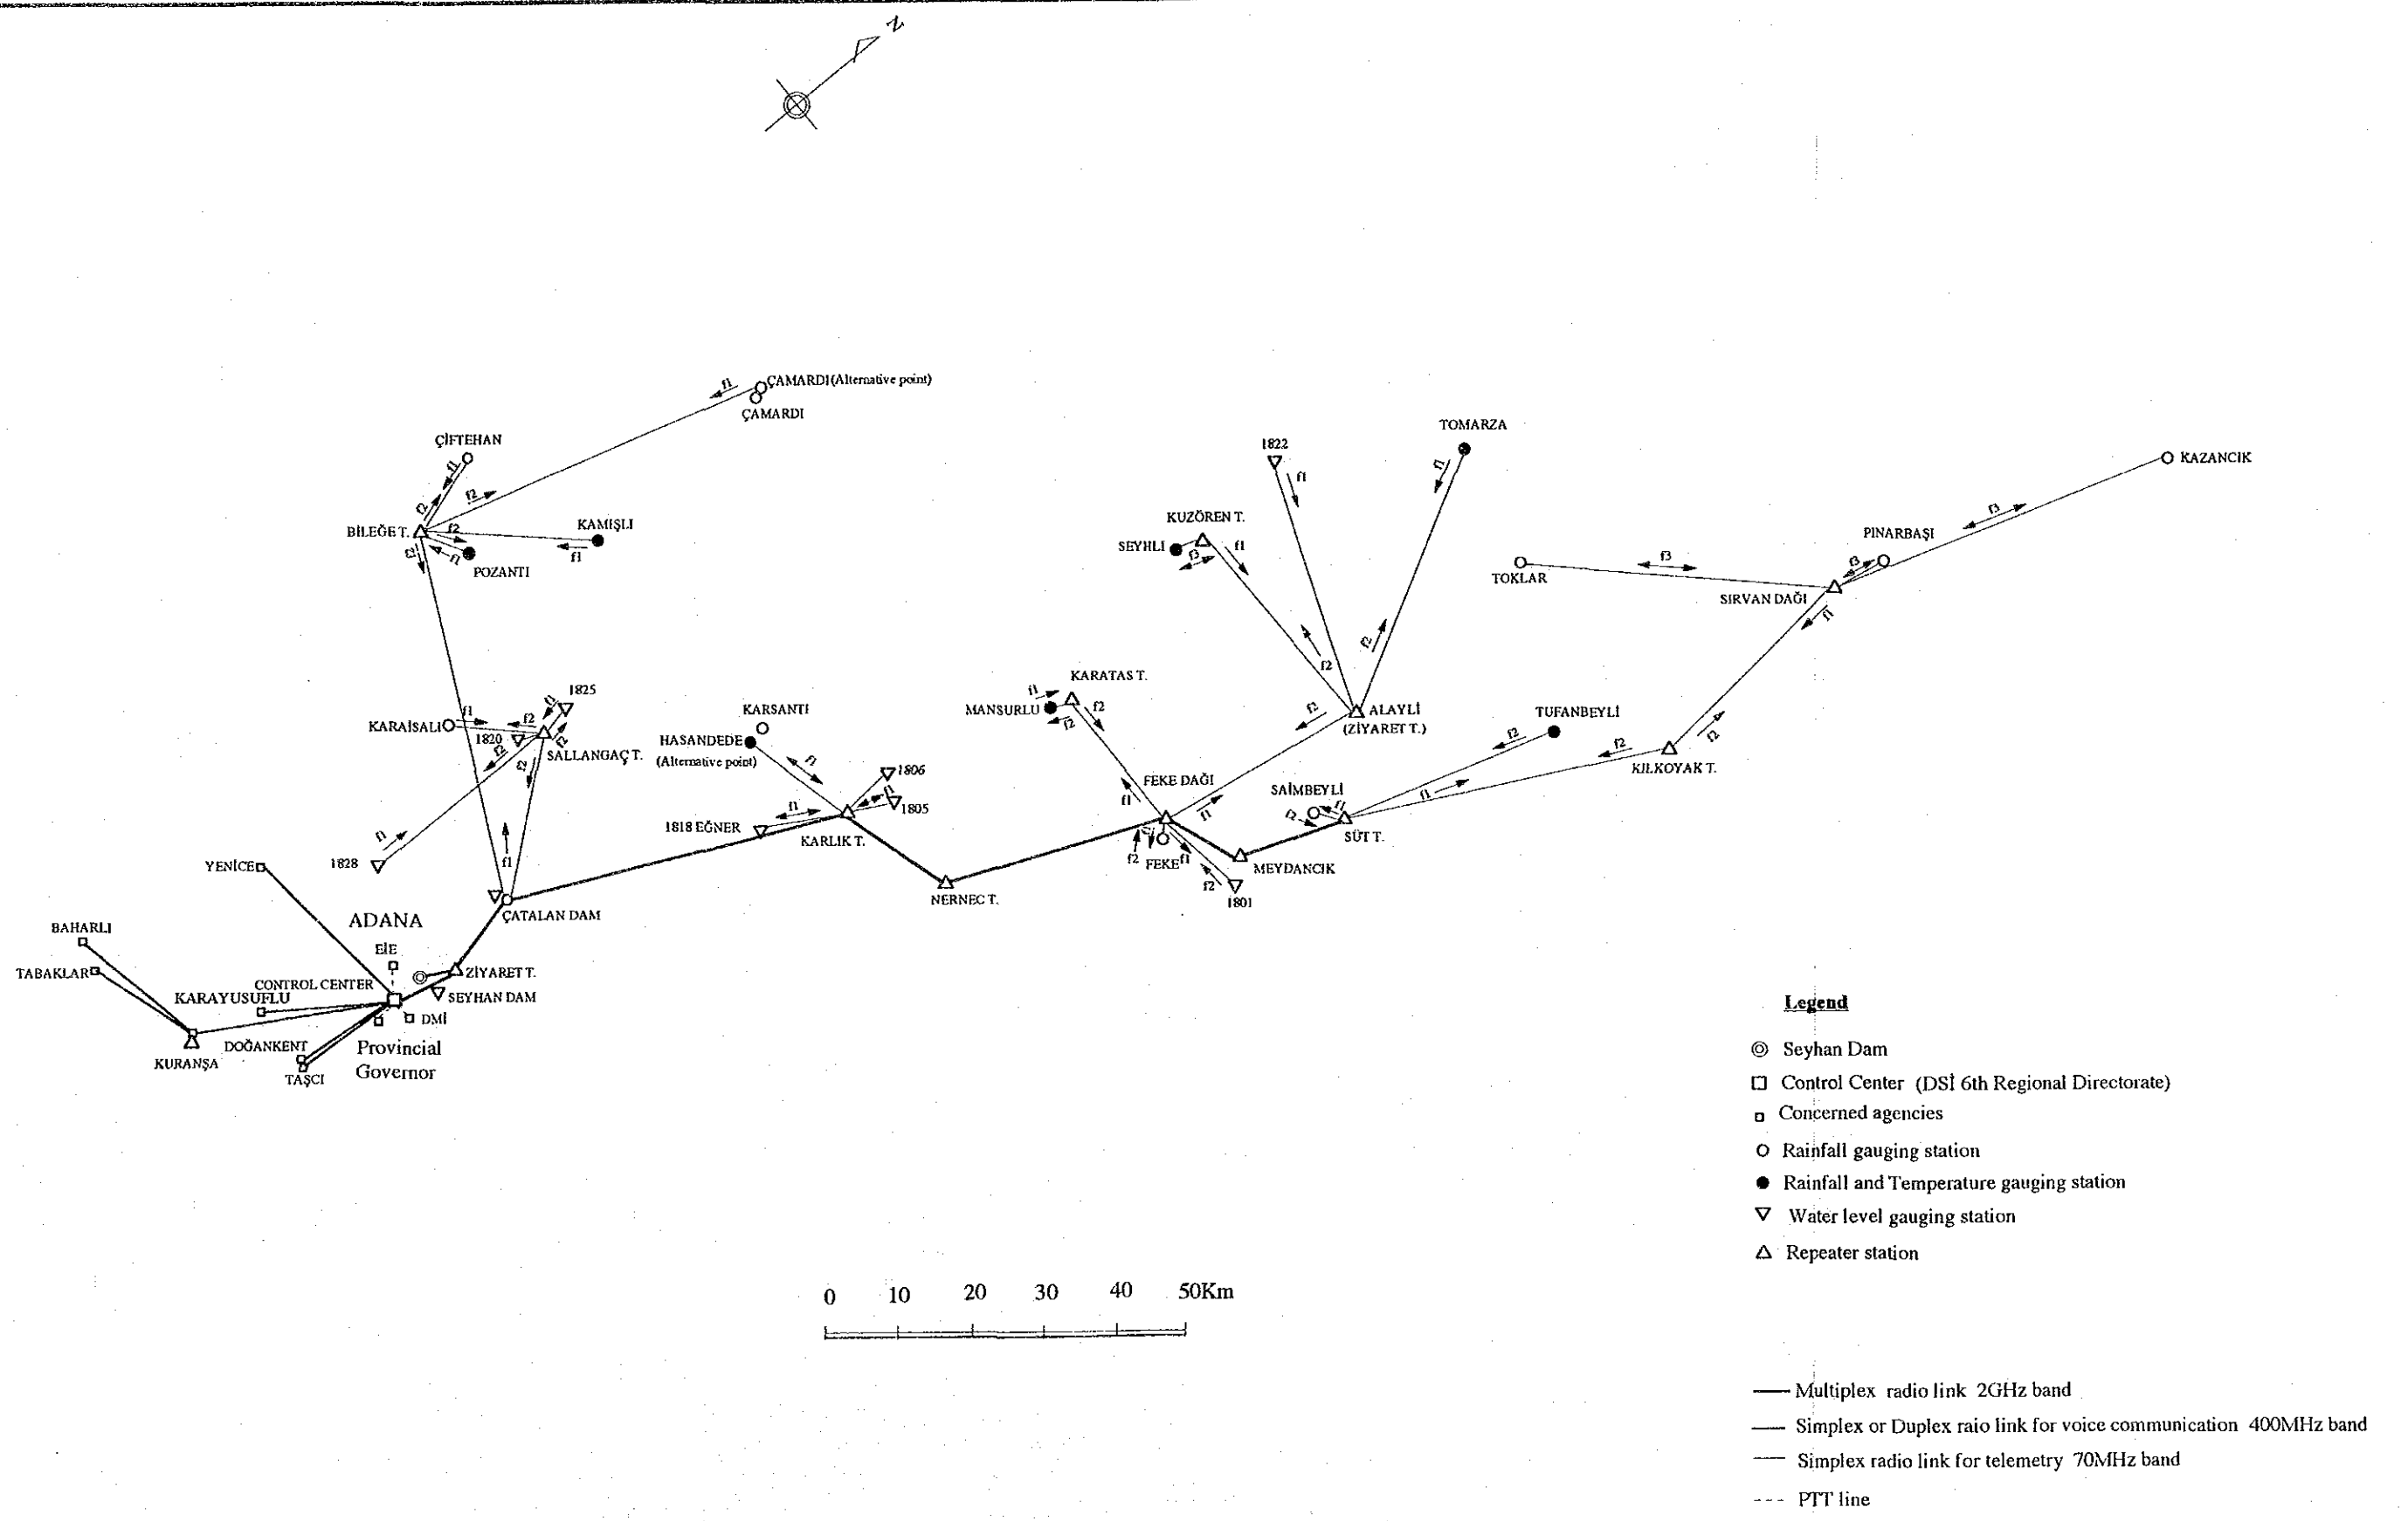 N
ÇAMARDI (Alternative point)
ÇAMARDI
f1
ÇİFTEHAN
f1
f2
f2
BİLEĞE T.
f2
KAMIŞLI
f1
f1
f2
POZANTI
TOMARZA
1822
f1
f1
KAZANCIK
f3
KUZÖREN T.
SEYHLİ
f3
f1
PINARBAŞI
f3
f3
TOKLAR
SIRVAN DAĞI
f1
f2
f2
1825
f1
KARAİSALI
f1
f2
1820
f2
f2
f2
SALLANGAÇ T.
KARSANTI
HASANDEDE
(Alternative point)
f1
KARATAS T.
f1
MANSURLU
f2
f2
ALAYLİ
(ZİYARET T.)
f2
TUFANBEYLİ
f2
f2
f2
KILKOYAK T.
1806
f1
1805
f1
1818 EĞNER
KARLIK T.
FEKE DAĞI
f1
f1
SAİMBEYLİ
f1
f2
f1
SÜT T.
f1
1828
f1
f2
FEKE
f1
f2
MEYDANCIK
1801
NERNEC T.
YENİCE
ÇATALAN DAM
ADANA
EİE
BAHARLI
TABAKLAR
ZİYARET T.
CONTROL CENTER
KARAYUSUFLU
SEYHAN DAM
DMİ
DOĞANKENT
KURANŞA
TAŞCI
Provincial
Governor
Legend
Seyhan Dam
Control Center (DSİ 6th Regional Directorate)
Concerned agencies
Rainfall gauging station
Rainfall and Temperature gauging station
Water level gauging station
Repeater station
0 10 20 30 40 50Km
Multiplex radio link 2GHz band
Simplex or Duplex raio link for voice communication 400MHz band
Simplex radio link for telemetry 70MHz band
PTT line